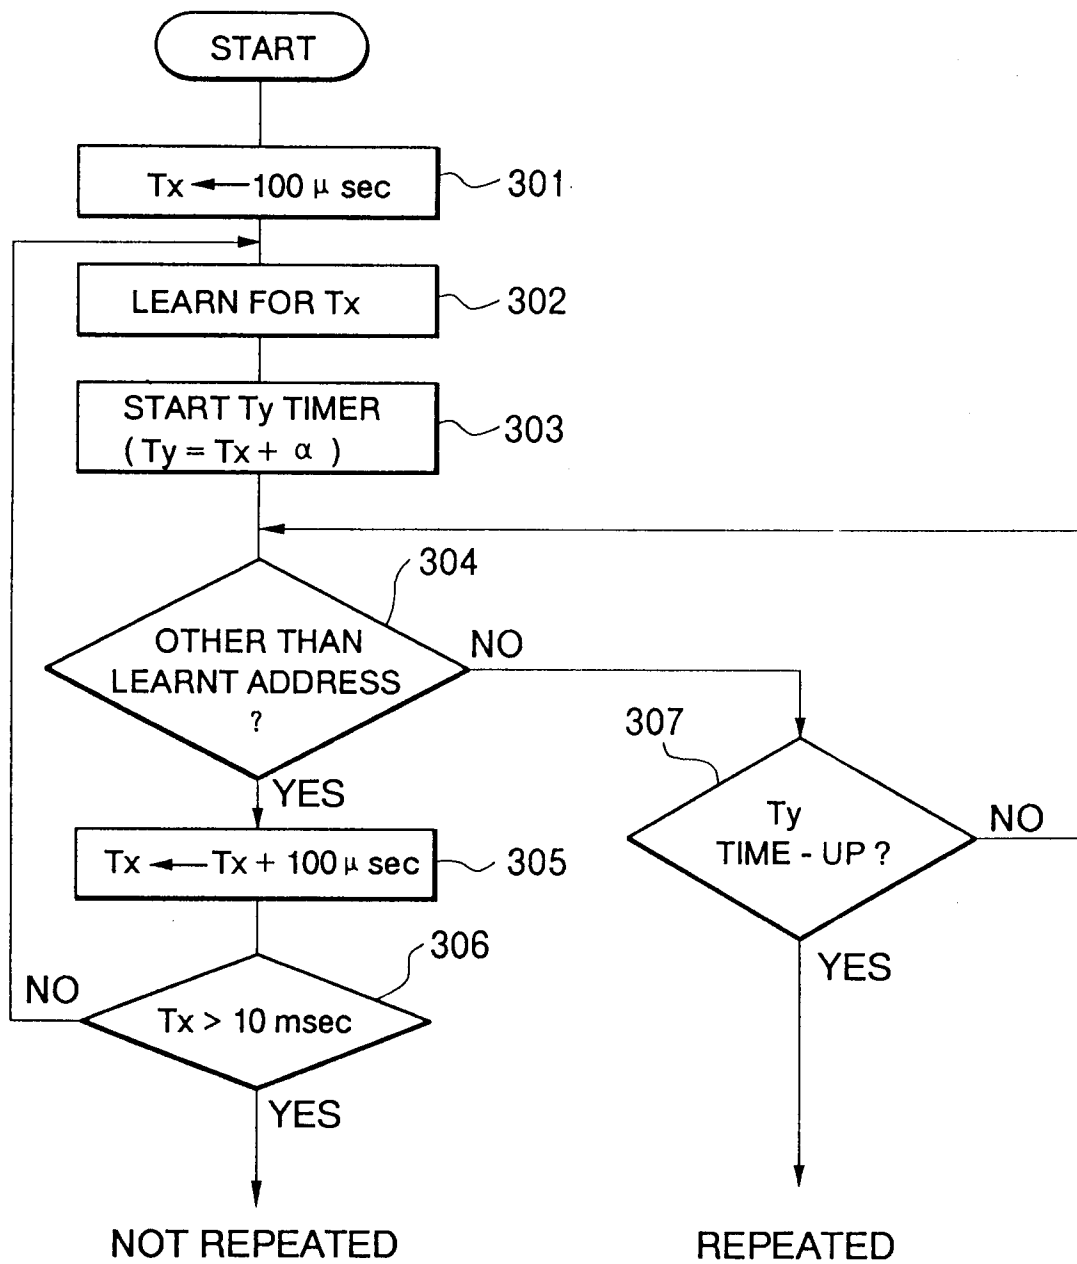 START
Tx ← 100 μ sec
301
LEARN FOR Tx
302
START Ty TIMER
( Ty = Tx + α )
303
304
OTHER THAN
LEARNT ADDRESS
?
NO
YES
307
Ty
TIME - UP ?
NO
YES
Tx ← Tx + 100 μ sec
305
306
Tx > 10 msec
NO
YES
NOT REPEATED
REPEATED